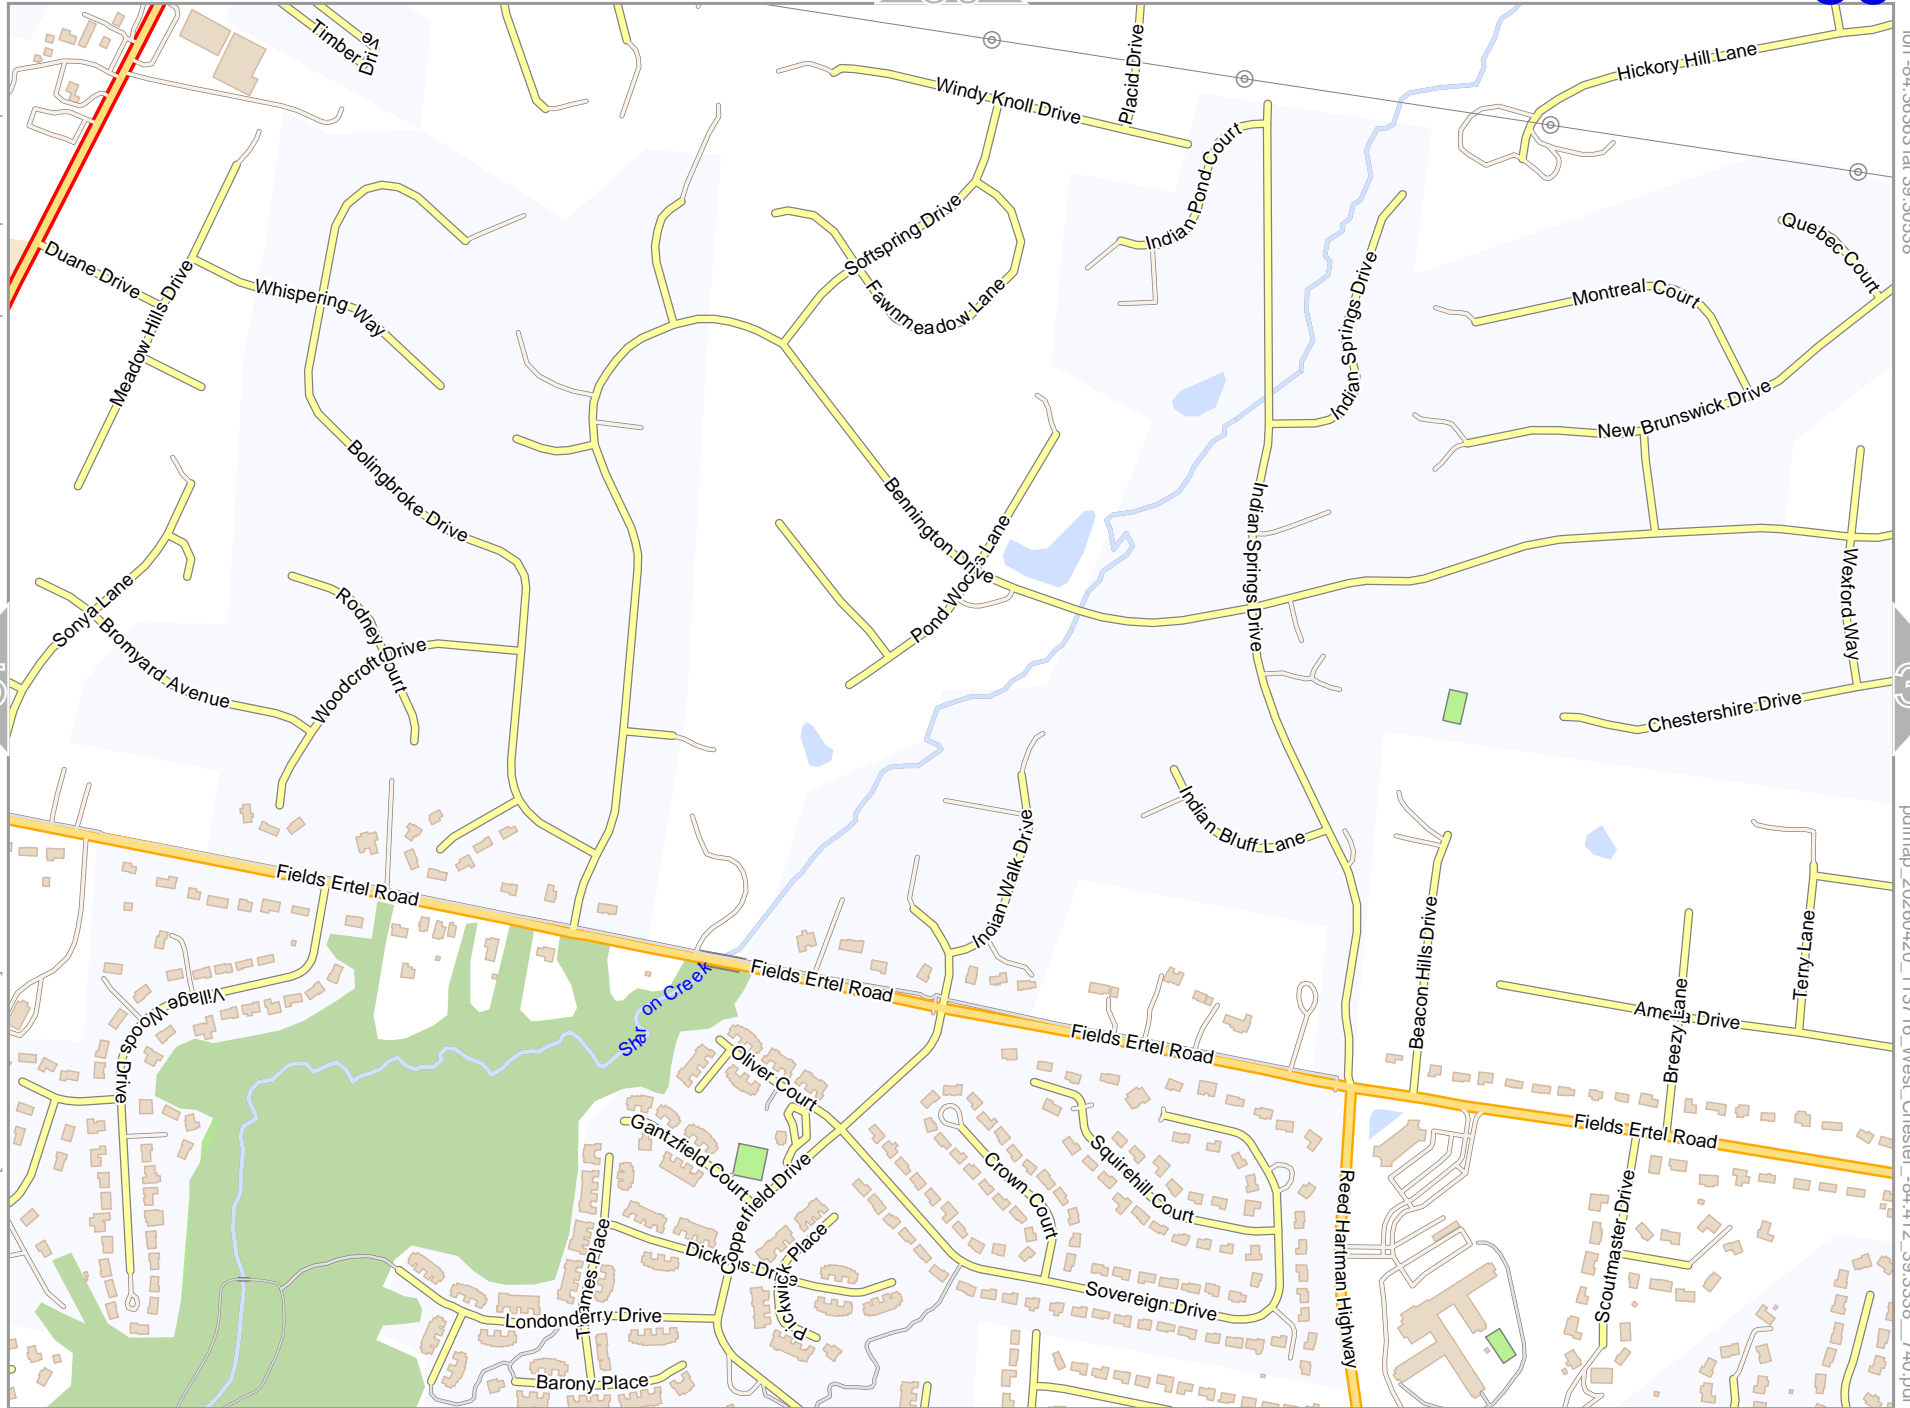 Timber Drive
Placid Drive
Hickory Hill Lane
Windy Knoll Drive
Indian Pond Court
Softspring Drive
Quebec Court
Duane Drive
Meadow Hills Drive
Whispering Way
Fawnmeadow Lane
Indian Springs Drive
Montreal Court
New Brunswick Drive
Bolingbroke Drive
Bennington Drive
Pond Woods Lane
Indian Springs Drive
Wexford Way
Sonya Lane
Bromyard Avenue
Rodney Court
Woodcroft Drive
Chestershire Drive
Indian Bluff Lane
Indian Walk Drive
Fields Ertel Road
Beacon Hills Drive
Terry Lane
Village Woods Drive
Sharon Creek
Fields Ertel Road
Fields Ertel Road
Amelia Drive
Breezy Lane
Oliver Court
Gantzfield Court
Copperfield Drive
Crown Court
Squirehill Court
Fields Ertel Road
Reed Hartman Highway
Scoutmaster Drive
Thames Place
Dickens Drive
Pickwick Place
Sovereign Drive
Londonderry Drive
Barony Place